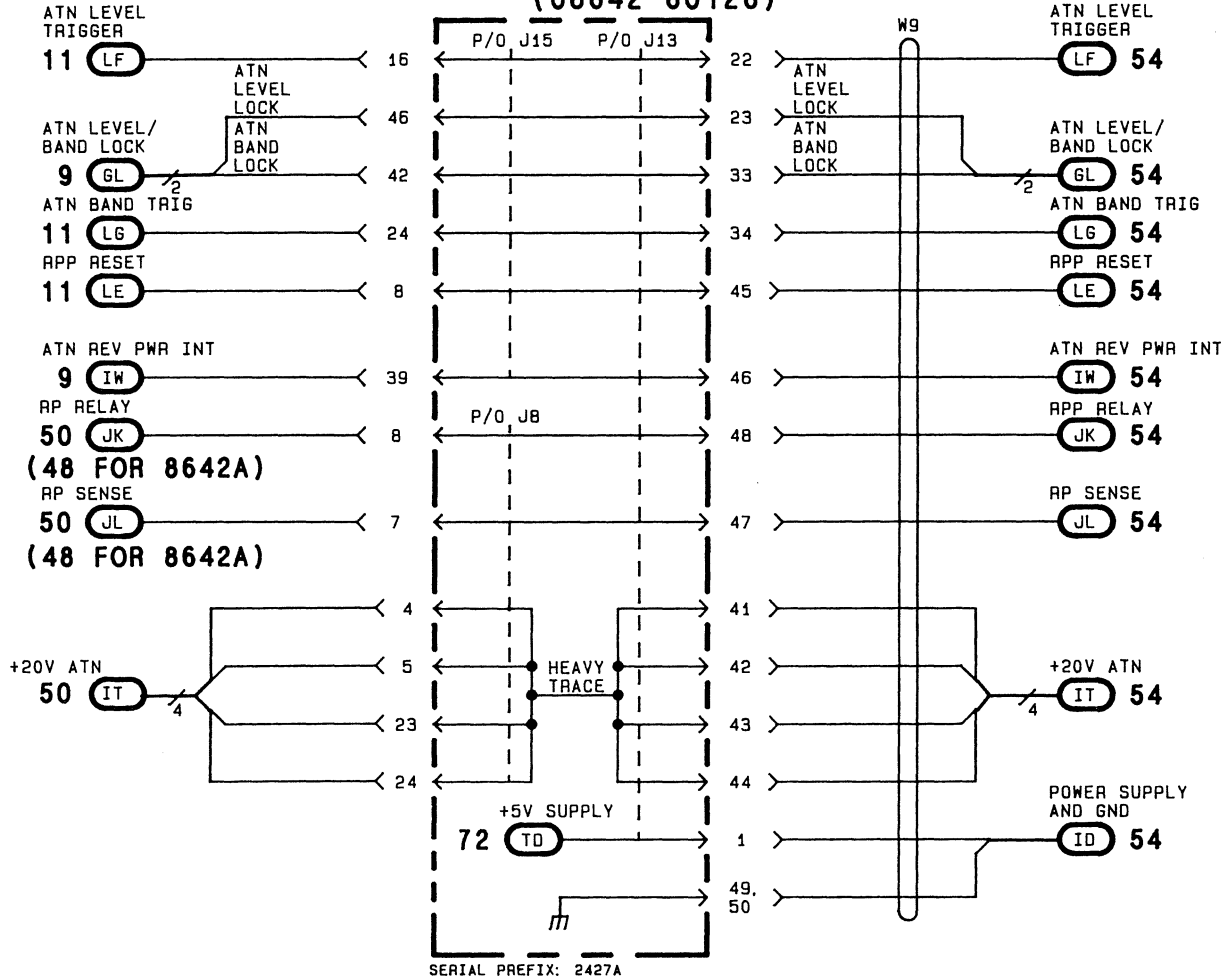 ATN LEVEL
TRIGGER
11 LF
16
P/O J15
P/O J13
22
W9
ATN LEVEL
TRIGGER
LF 54
ATN
LEVEL
LOCK
46
23
ATN
LEVEL
LOCK
ATN LEVEL/
BAND LOCK
9 GL
2
ATN
BAND
LOCK
42
33
ATN
BAND
LOCK
2
ATN LEVEL/
BAND LOCK
GL 54
ATN BAND TRIG
11 LG
24
34
ATN BAND TRIG
LG 54
RPP RESET
11 LE
8
45
RPP RESET
LE 54
ATN REV PWR INT
9 IW
39
46
ATN REV PWR INT
IW 54
RP RELAY
50 JK
(48 FOR 8642A)
8
P/O J8
48
RPP RELAY
JK 54
RP SENSE
50 JL
(48 FOR 8642A)
7
47
RP SENSE
JL 54
4
41
+20V ATN
50 IT
4
5
23
24
HEAVY
TRACE
42
43
44
4
+20V ATN
IT 54
+5V SUPPLY
72 TD
1
POWER SUPPLY
AND GND
ID 54
49,
50
SERIAL PREFIX: 2427A